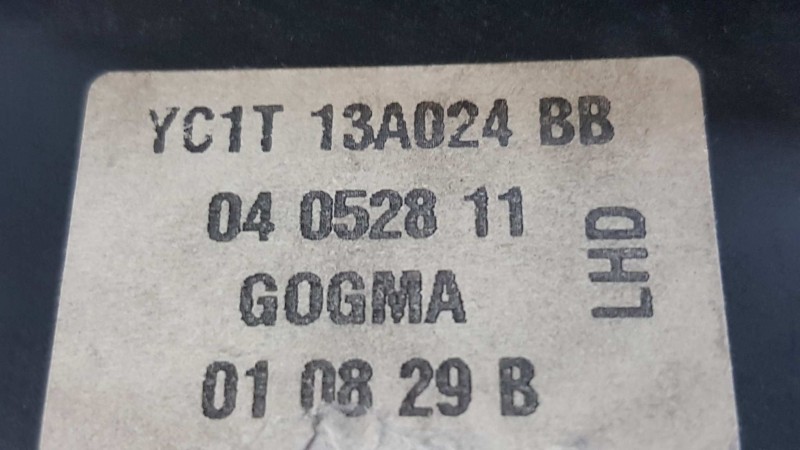 YC1T 13A024 BB
04 0528 11
GOGMA
01 08 29 B
LHD